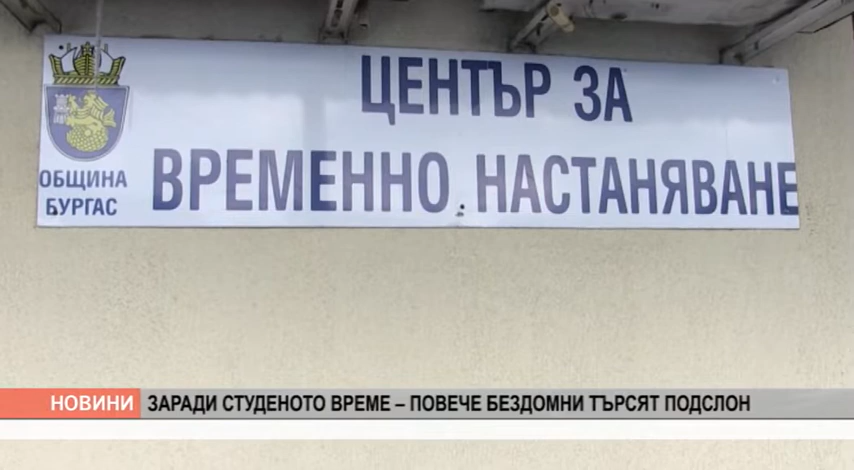 ЦЕНТЪР ЗА
ВРЕМЕННО НАСТАНЯВАНЕ
ОБЩИНА
БУРГАС
НОВИНИ
ЗАРАДИ СТУДЕНОТО ВРЕМЕ – ПОВЕЧЕ БЕЗДОМНИ ТЪРСЯТ ПОДСЛОН